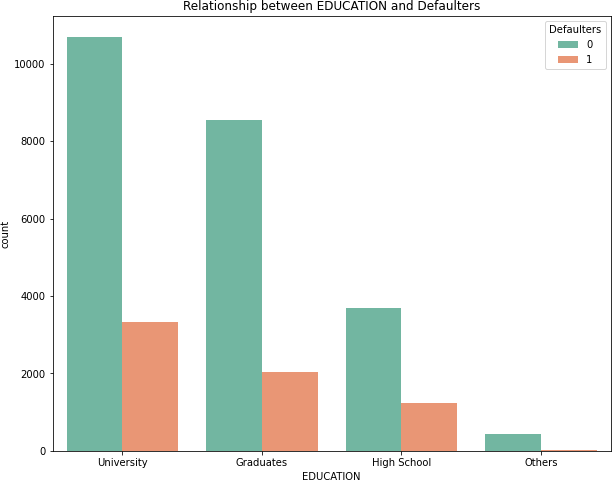 Relationship between EDUCATION and Defaulters
Defaulters
0
1
count
10000
8000
6000
4000
2000
0
University Graduates High School Others
EDUCATION